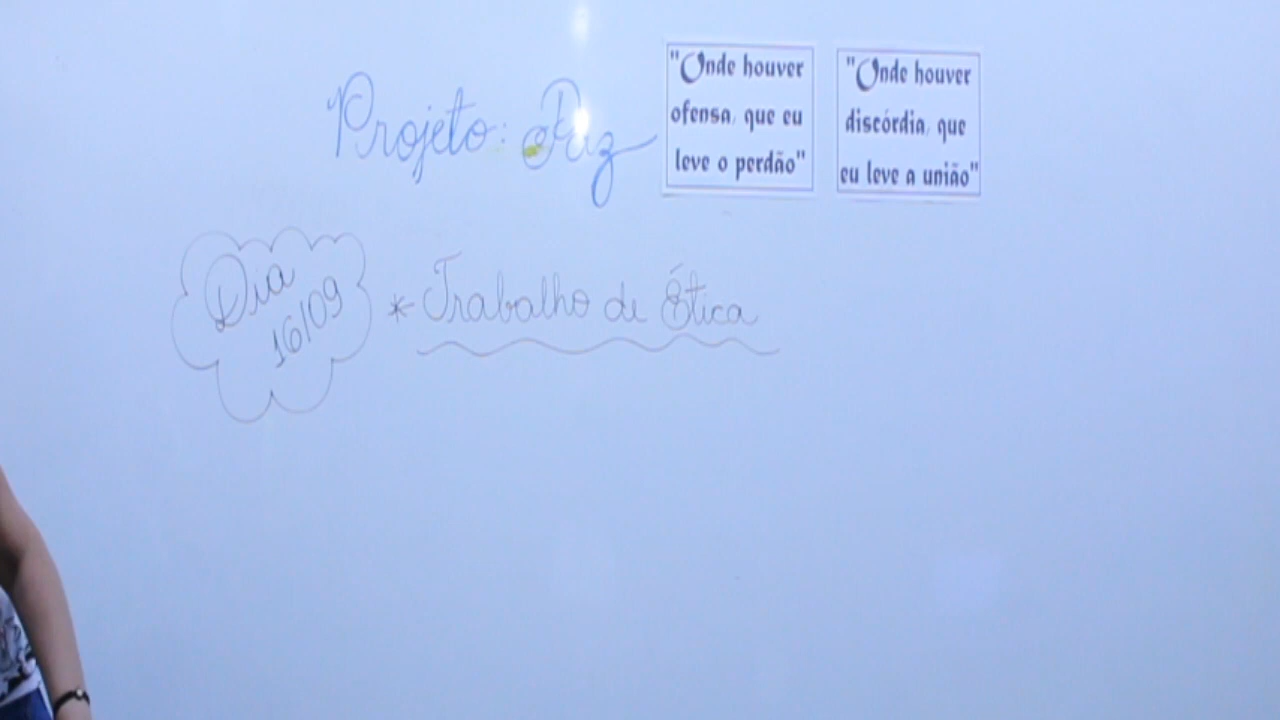 Projeto: Paz
"Onde houver
ofensa, que eu
leve o perdão"
"Onde houver
discórdia, que
eu leve a união"
Dia
16/09
* Trabalho de Ética